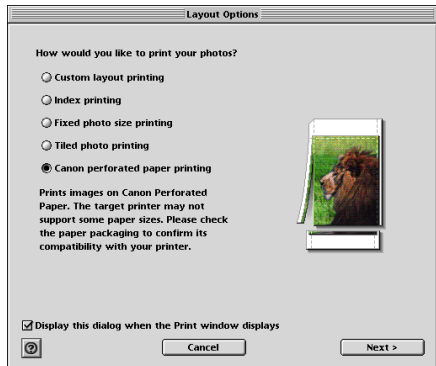 Layout Options
How would you like to print your photos?
Custom layout printing
Index printing
Fixed photo size printing
Tiled photo printing
Canon perforated paper printing
Prints images on Canon Perforated
Paper. The target printer may not
support some paper sizes. Please check
the paper packaging to confirm its
compatibility with your printer.
Display this dialog when the Print window displays
?
Cancel
Next >